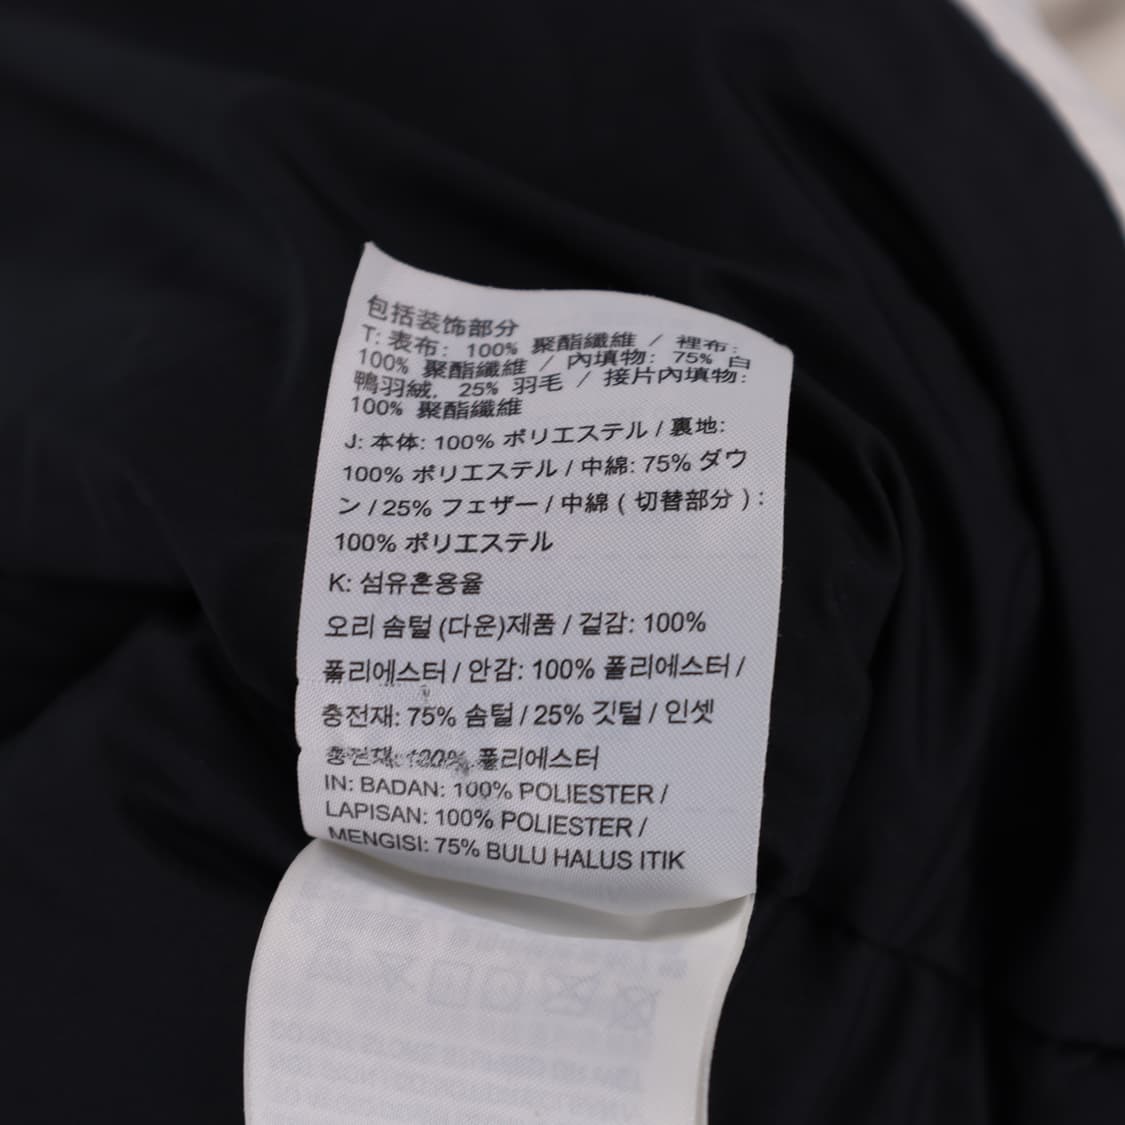 包括装饰部分
T: 表布: 100% 聚酯纖維 / 裡布:
100% 聚酯纖維 / 內填物: 75% 白
鴨羽絨, 25% 羽毛 / 接片內填物:
100% 聚酯纖維
J: 本体: 100% ポリエステル / 裏地:
100% ポリエステル / 中綿: 75% ダウ
ン / 25% フェザー / 中綿 ( 切替部分 ) :
100% ポリエステル
K: 섬유혼용율
오리 솜털 (다운)제품 / 겉감: 100%
폴리에스터 / 안감: 100% 폴리에스터 /
충전재: 75% 솜털 / 25% 깃털 / 인셋
충전재: 100% 폴리에스터
IN: BADAN: 100% POLIESTER /
LAPISAN: 100% POLIESTER /
MENGISI: 75% BULU HALUS ITIK